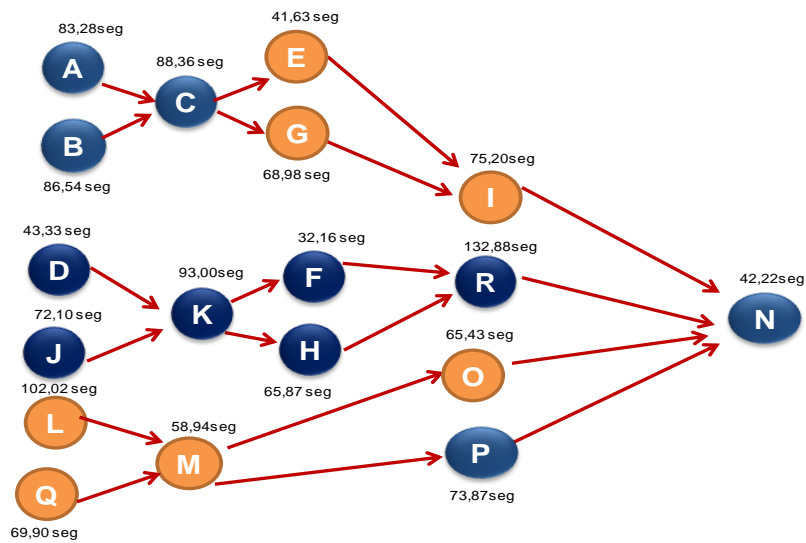 83,28seg
A
B
86,54 seg
88,36 seg
C
41,63 seg
E
G
68,98 seg
75,20seg
I
43,33 seg
D
72,10 seg
J
93,00seg
K
32,16 seg
F
H
65,87 seg
132,88seg
R
42,22seg
N
102,02 seg
L
Q
69,90 seg
58,94seg
M
65,43 seg
O
P
73,87seg